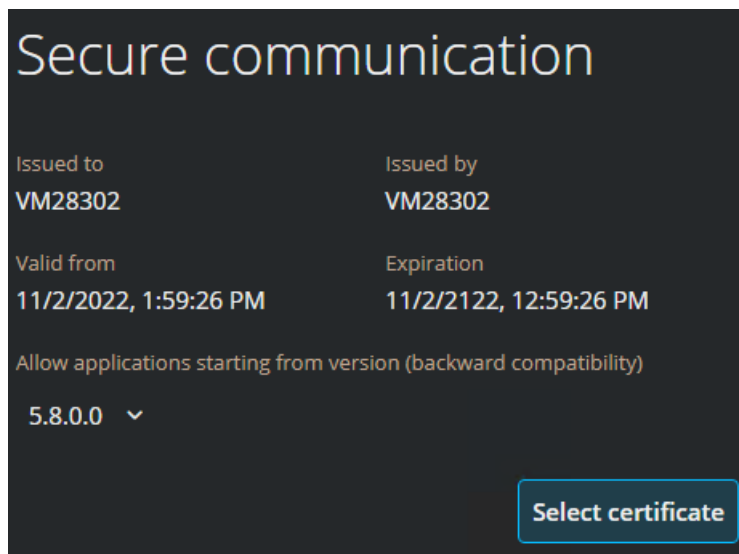 Secure communication
Issued to
Issued by
VM28302
VM28302
Valid from
Expiration
11/2/2022, 1:59:26 PM
11/2/2122, 12:59:26 PM
Allow applications starting from version (backward compatibility)
5.8.0.0
Select certificate